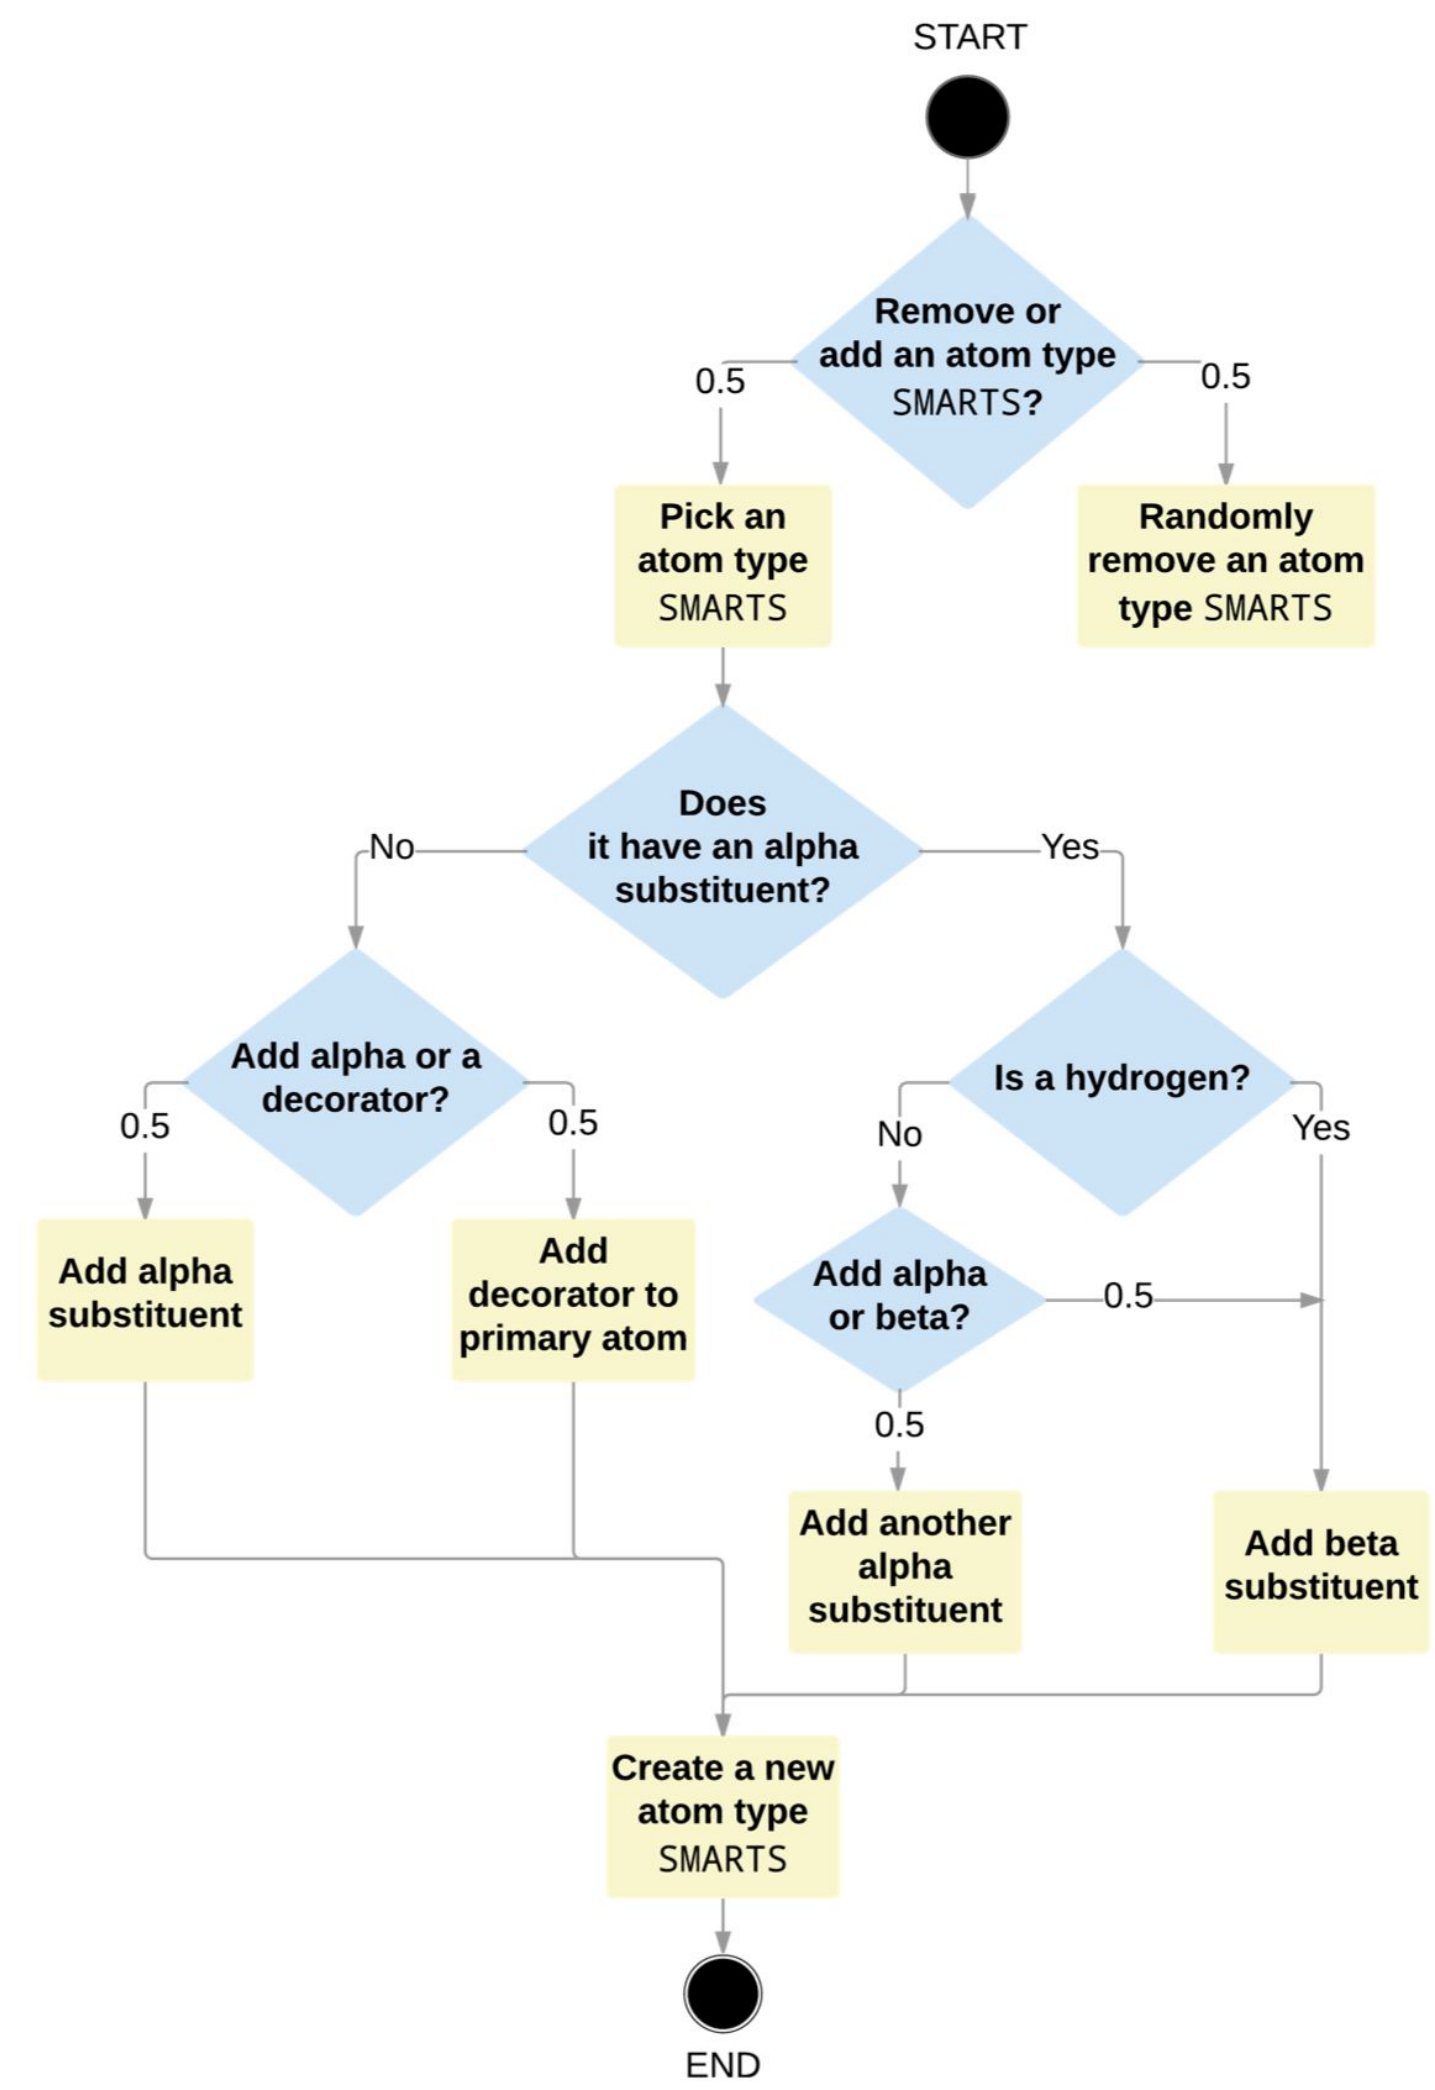 START
Remove or
add an atom type
SMARTS?
0.5
0.5
Pick an
atom type
SMARTS
Randomly
remove an atom
type SMARTS
Does
it have an alpha
substituent?
No
Yes
Add alpha or a
decorator?
0.5
0.5
Is a hydrogen?
No
Yes
Add alpha
substituent
Add
decorator to
primary atom
Add alpha
or beta?
0.5
0.5
Add another
alpha
substituent
Add beta
substituent
Create a new
atom type
SMARTS
END